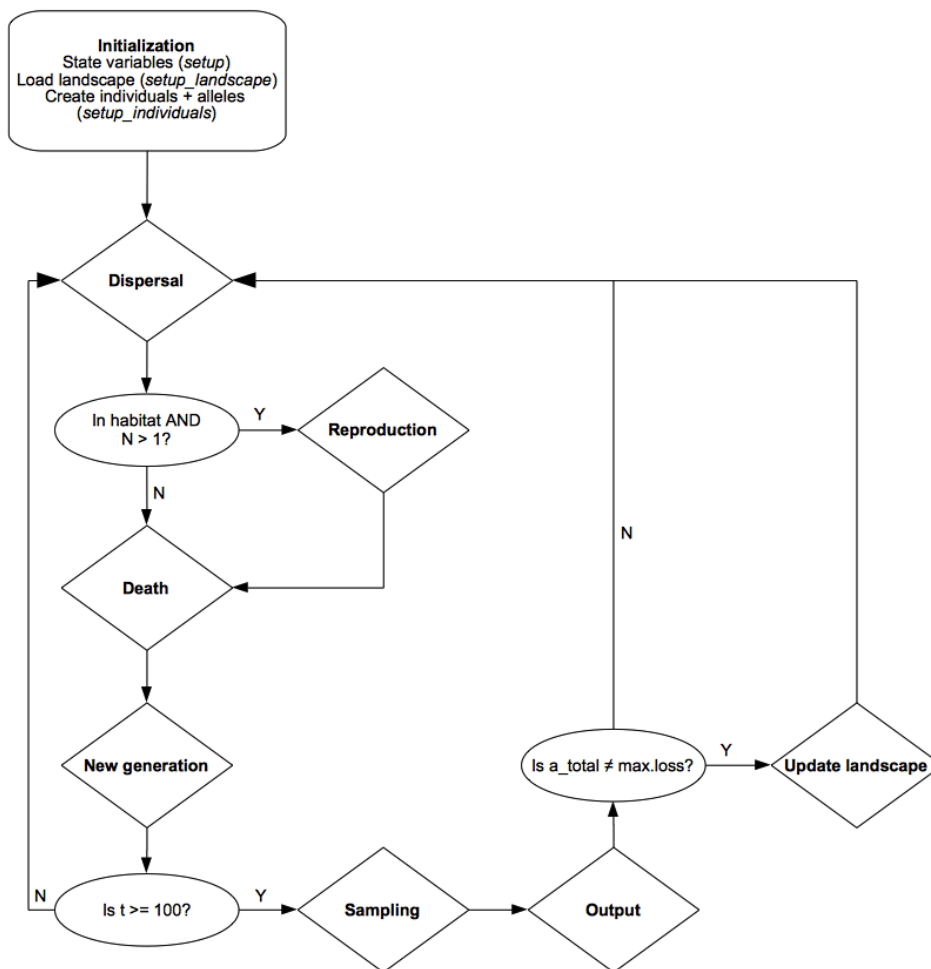 Initialization
State variables (setup)
Load landscape (setup_landscape)
Create individuals + alleles
(setup_individuals)
Dispersal
In habitat AND
N > 1?
Y
Reproduction
N
N
Death
New generation
Is a_total ≠ max.loss?
Y
Update landscape
N
Is t >= 100?
Y
Sampling
Output